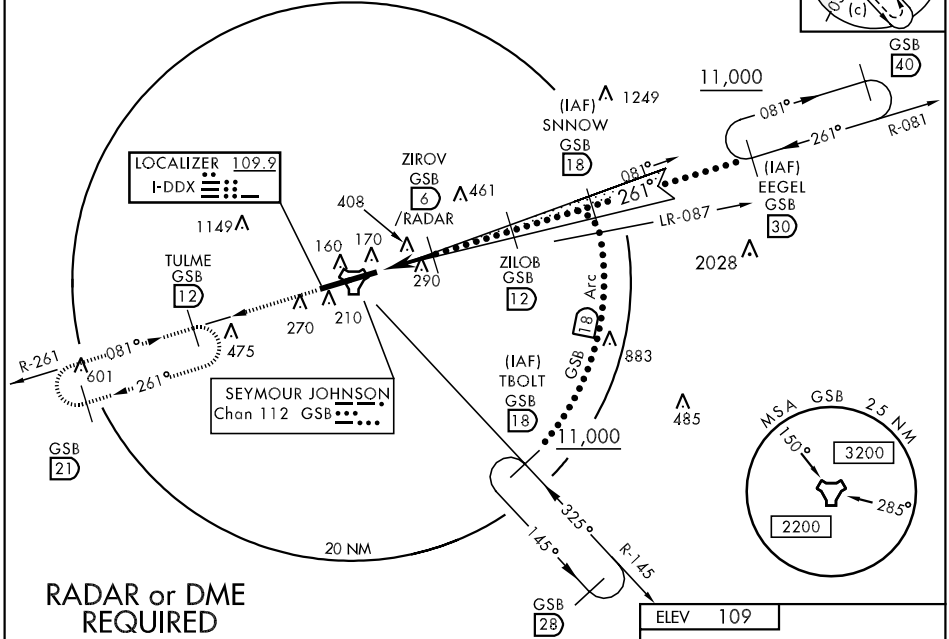 (c)
GSB
40
11,000
(IAF)
SNNOW
GSB
18
1249
081°
261°
R-081
LOCALIZER 109.9
I-DDX
ZIROV
GSB
6
/RADAR
461
081°
261°
(IAF)
EEGEL
GSB
30
LR-087
408
1149
160
170
290
ZILOB
GSB
12
2028
TULME
GSB
12
270
210
475
GSB 18 Arc
883
R-261
081°
601
261°
SEYMOUR JOHNSON
Chan 112 GSB
(IAF)
TBOLT
GSB
18
11,000
485
GSB
21
MSA GSB 25 NM
150°
3200
285°
2200
325°
145°
R-145
20 NM
GSB
28
RADAR or DME
REQUIRED
ELEV 109